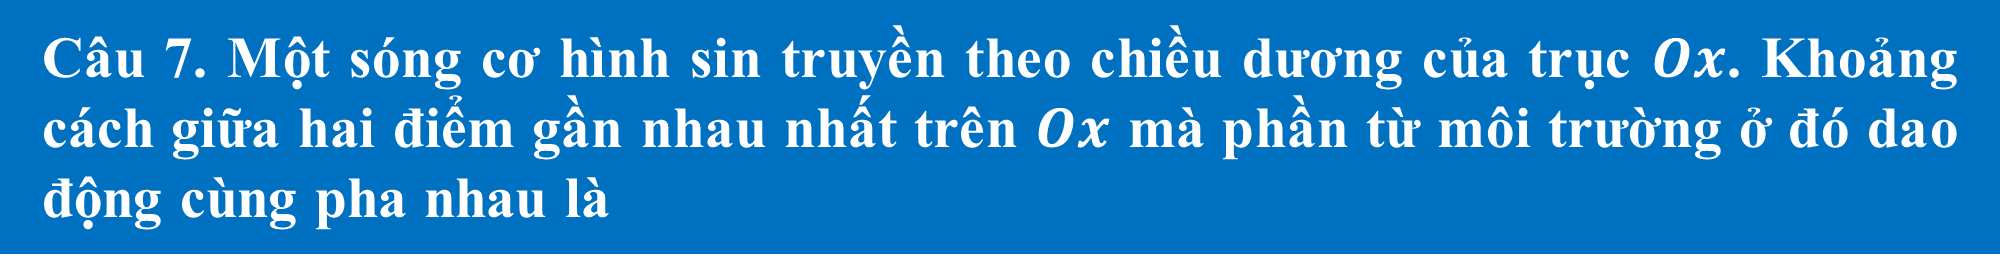 Câu 7. Một sóng cơ hình sin truyền theo chiều dương của trục Ox. Khoảng
cách giữa hai điểm gần nhau nhất trên Ox mà phần từ môi trường ở đó dao
động cùng pha nhau là